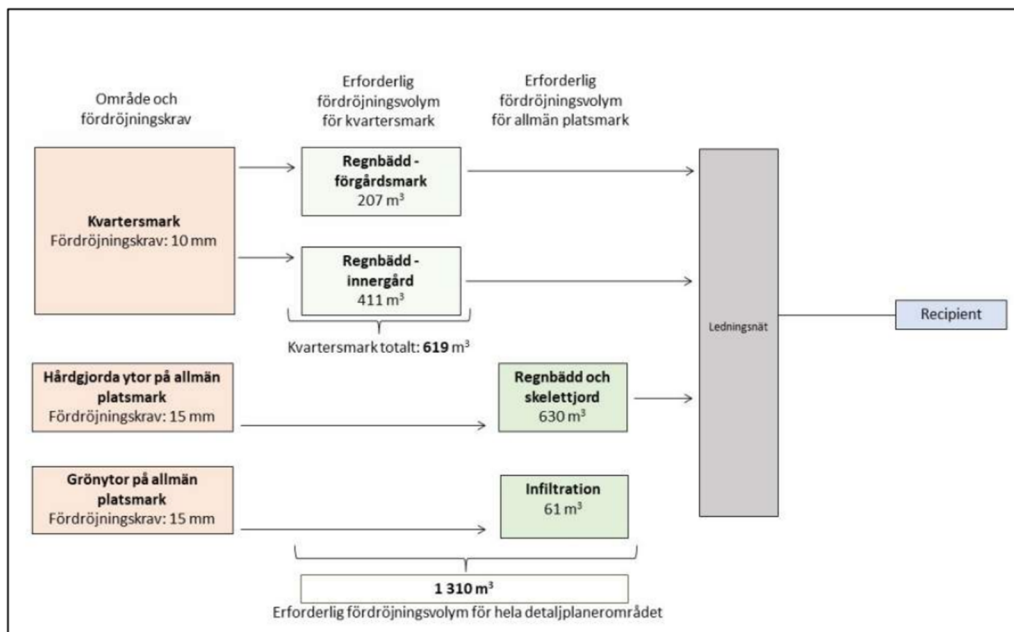 Område och
fördröjningskrav
Erforderlig
fördröjningsvolym
för kvartersmark
Erforderlig
fördröjningsvolym
för allmän platsmark
Kvartersmark
Fördröjningskrav: 10 mm
Regnbädd -
förgårdsmark
207 m³
Regnbädd -
innergård
411 m³
Kvartersmark totalt: 619 m³
Ledningsnät
Recipient
Hårdgjorda ytor på allmän
platsmark
Fördröjningskrav: 15 mm
Regnbädd och
skelettjord
630 m³
Grönytor på allmän
platsmark
Fördröjningskrav: 15 mm
Infiltration
61 m³
1 310 m³
Erforderlig fördröjningsvolym för hela detaljplanerområdet